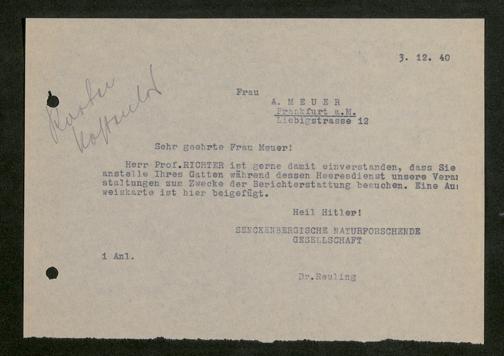 3. 12. 40
Frau
A. MEUER
Frankfurt a.M.
Liebigstrasse 12
Sehr geehrte Frau Meuer!
Herr Prof.RICHTER ist gerne damit einverstanden, dass Sie
anstelle Ihres Gatten während dessen Heeresdienst unsere Veran
staltungen zum Zwecke der Berichterstattung besuchen. Eine Au
weiskarte ist hier beigefügt.
Heil Hitler!
SENCKENBERGISCHE NATURFORSCHENDE
GESELLSCHAFT
1 Anl.
Dr.Reuling